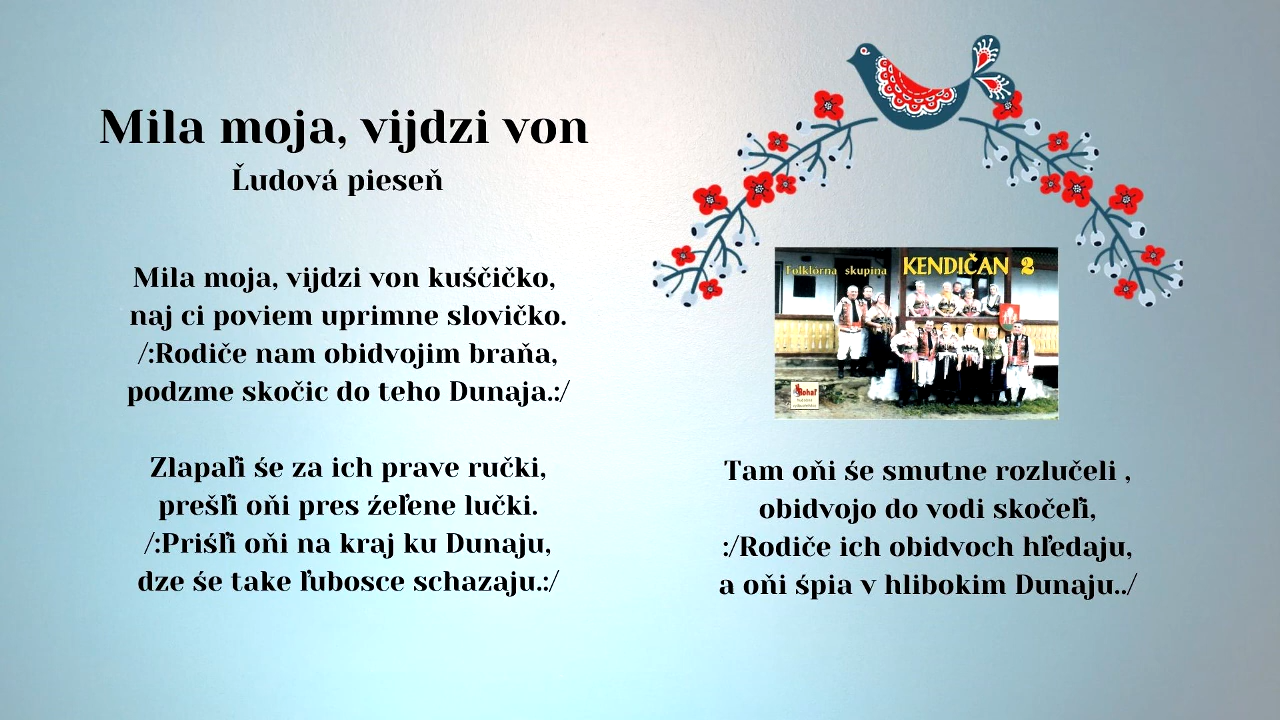 Mila moja, vijdzi von
Ľudová pieseň
Mila moja, vijdzi von kuśčičko,
naj ci poviem uprimne slovičko.
/:Rodiče nam obidvojim braňa,
podzme skočic do teho Dunaja.:/
Zlapaľi śe za ich prave ručki,
prešľi oňi pres źeľene lučki.
/:Priśľi oňi na kraj ku Dunaju,
dze śe take ľubosce schazaju.:/
Folklórna skupina KENDIČAN 2
Tam oňi śe smutne rozlučeli ,
obidvojo do vodi skočeľi,
:/Rodiče ich obidvoch hľedaju,
a oňi śpia v hlibokim Dunaju../